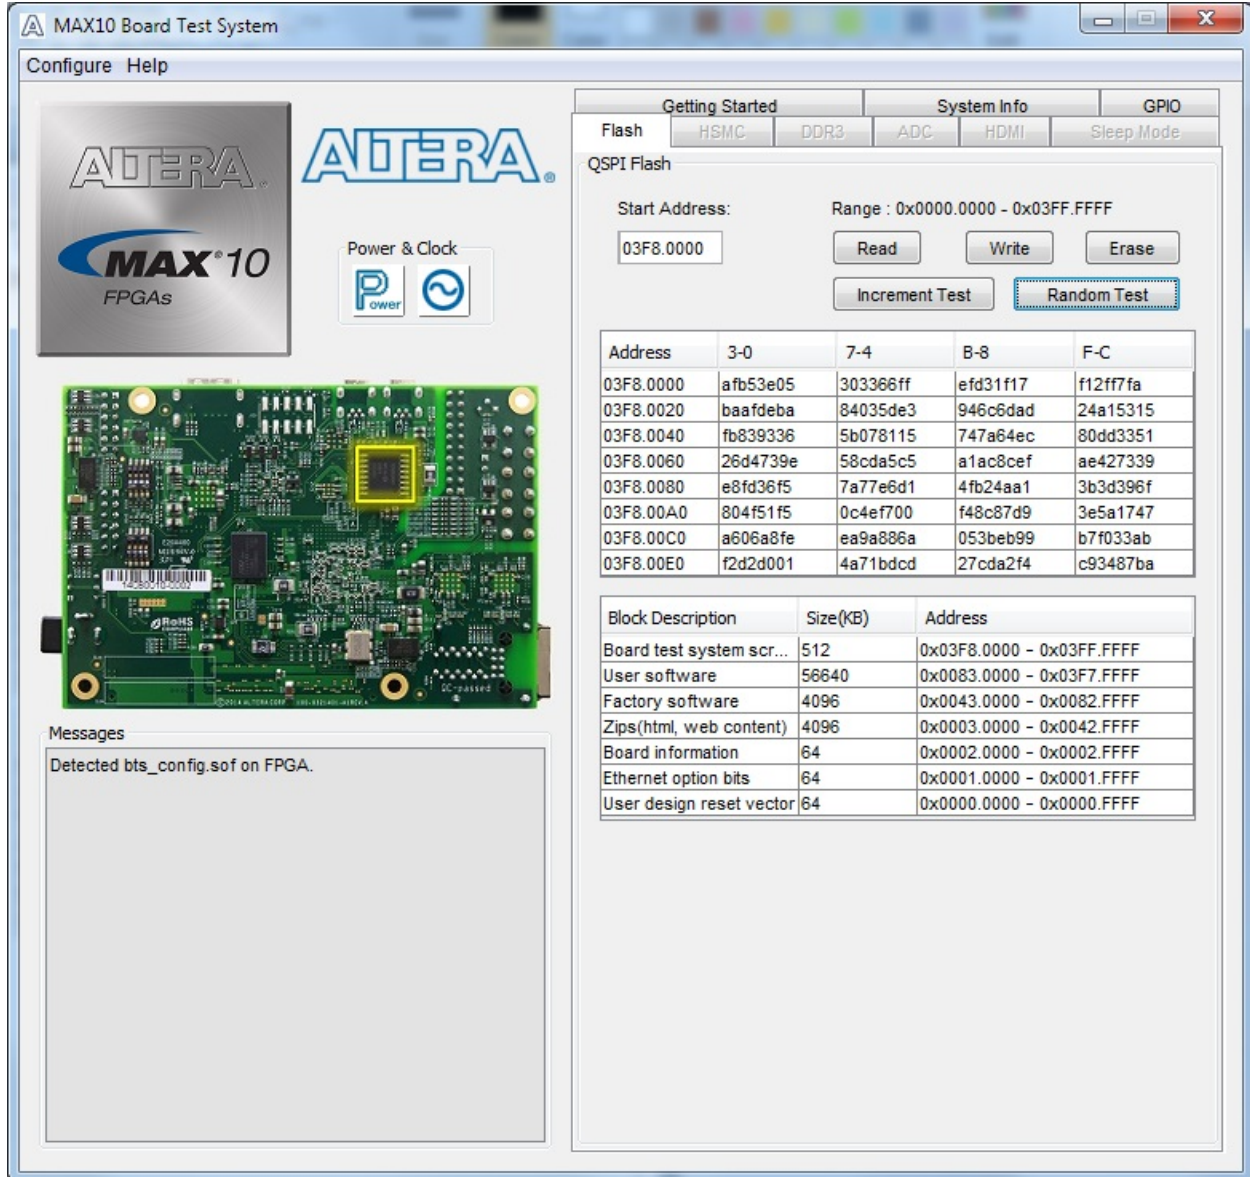 MAX10 Board Test System
Configure Help
ALTERA®
MAX®10
FPGAs
ALTERA®
Power & Clock
Power
Getting Started System Info GPIO
Flash HSMC DDR3 ADC HDMI Sleep Mode
QSPI Flash
Start Address: Range : 0x0000.0000 - 0x03FF.FFFF
03F8.0000 Read Write Erase
Increment Test Random Test
Address 3-0 7-4 B-8 F-C
03F8.0000 afb53e05 303366ff efd31f17 f12ff7fa
03F8.0020 baafdeba 84035de3 946c6dad 24a15315
03F8.0040 fb839336 5b078115 747a64ec 80dd3351
03F8.0060 26d4739e 58cda5c5 a1ac8cef ae427339
03F8.0080 e8fd36f5 7a77e6d1 4fb24aa1 3b3d396f
03F8.00A0 804f51f5 0c4ef700 f48c87d9 3e5a1747
03F8.00C0 a606a8fe ea9a886a 053beb99 b7f033ab
03F8.00E0 f2d2d001 4a71bdcd 27cda2f4 c93487ba
Block Description Size(KB) Address
Board test system scr... 512 0x03F8.0000 - 0x03FF.FFFF
User software 56640 0x0083.0000 - 0x03F7.FFFF
Factory software 4096 0x0043.0000 - 0x0082.FFFF
Zips(html, web content) 4096 0x0003.0000 - 0x0042.FFFF
Board information 64 0x0002.0000 - 0x0002.FFFF
Ethernet option bits 64 0x0001.0000 - 0x0001.FFFF
User design reset vector 64 0x0000.0000 - 0x0000.FFFF
RoHS
QC-passed
Messages
Detected bts_config.sof on FPGA.